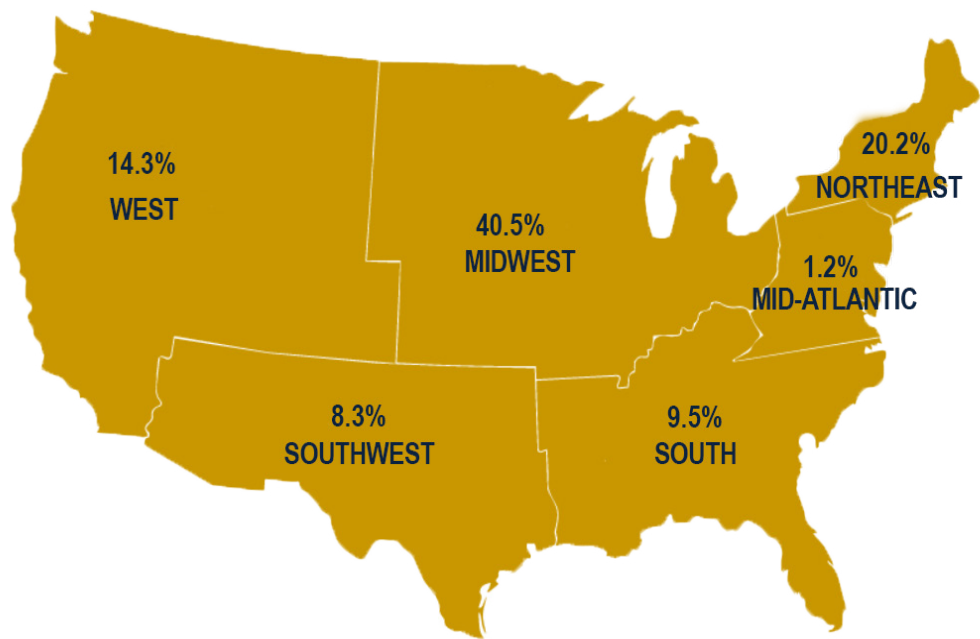 14.3%
WEST
40.5%
MIDWEST
20.2%
NORTHEAST
1.2%
MID-ATLANTIC
8.3%
SOUTHWEST
9.5%
SOUTH